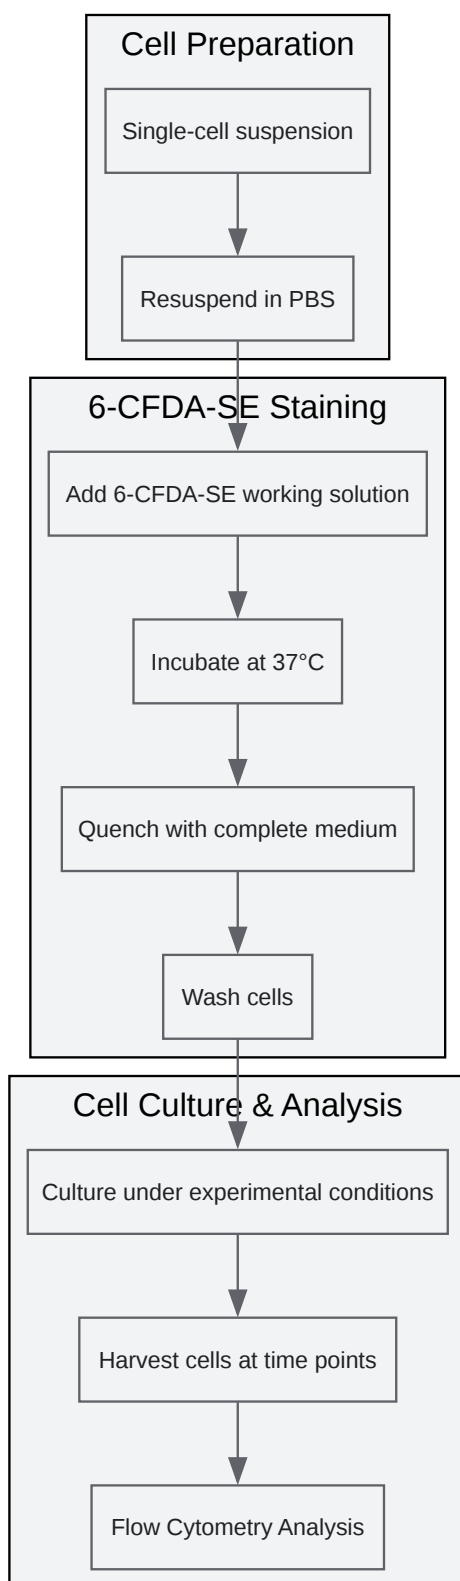 Cell Preparation
Single-cell suspension
Resuspend in PBS
6-CFDA-SE Staining
Add 6-CFDA-SE working solution
Incubate at 37°C
Quench with complete medium
Wash cells
Cell Culture & Analysis
Culture under experimental conditions
Harvest cells at time points
Flow Cytometry Analysis